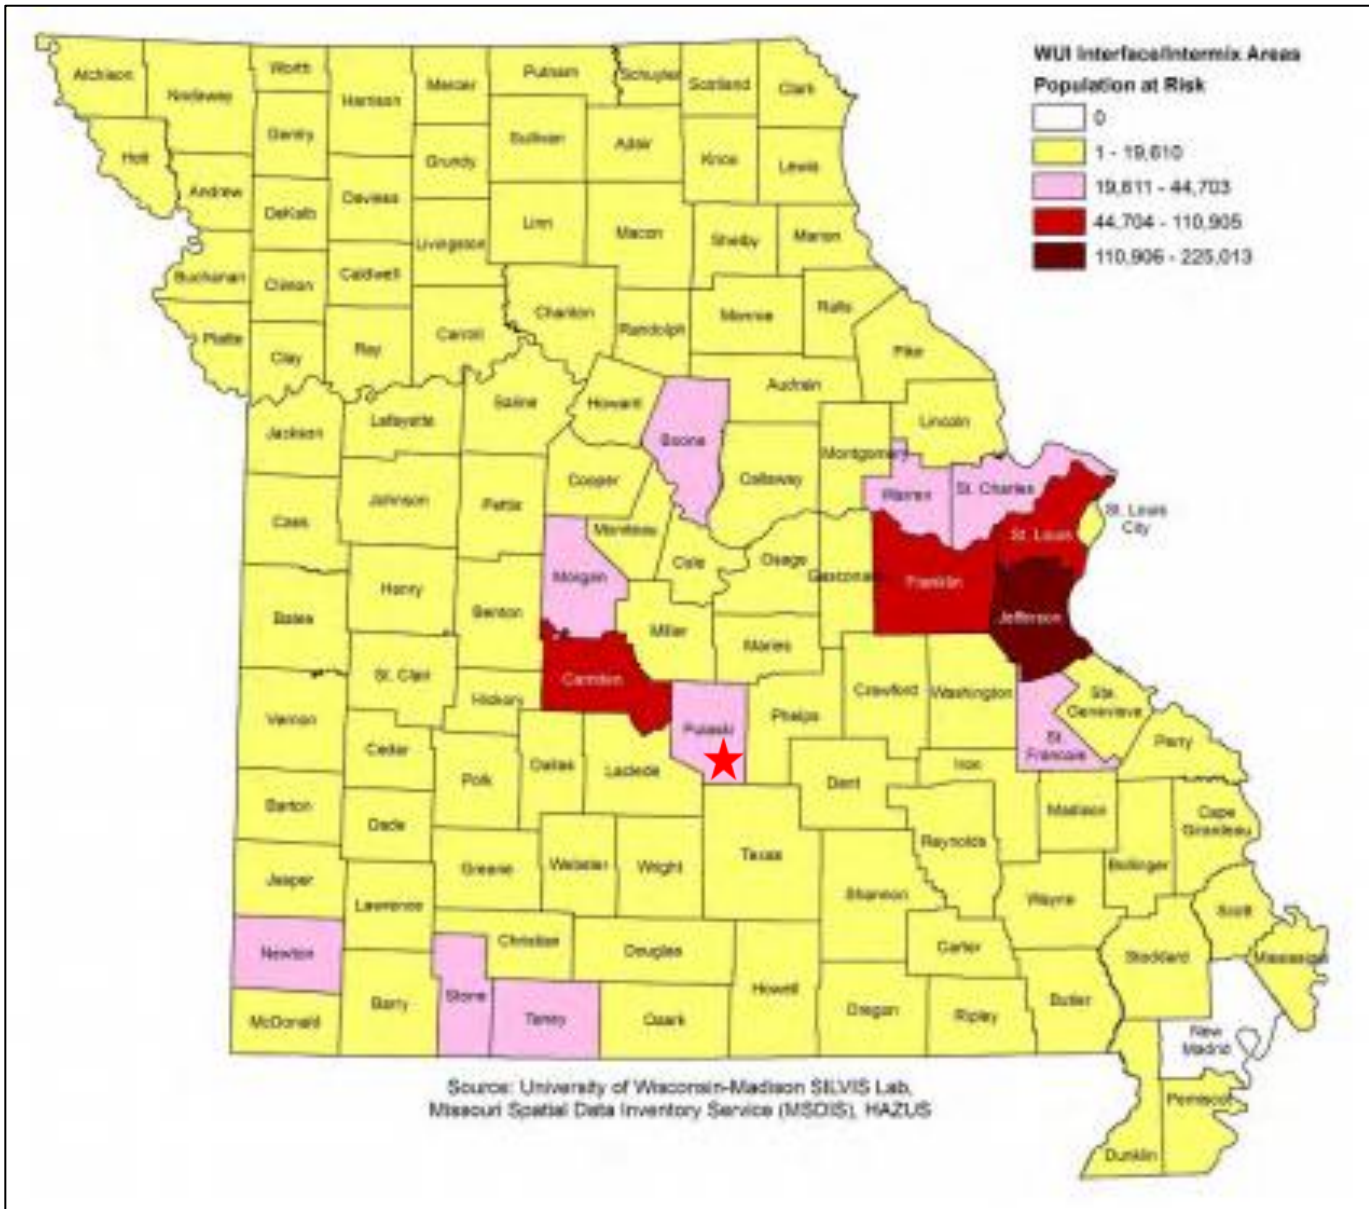 WUI Interface/Intermix Areas
Population at Risk
0
1 - 19,610
19,611 - 44,703
44,704 - 110,905
110,906 - 225,013
Atchison
Nodaway
Worth
Harrison
Mercer
Putnam
Schuyler
Scotland
Clark
Holt
Gentry
Sullivan
Adair
Knox
Lewis
Andrew
DeKalb
Daviess
Grundy
Linn
Macon
Shelby
Marion
Buchanan
Clinton
Caldwell
Livingston
Chariton
Randolph
Monroe
Ralls
Platte
Clay
Ray
Carroll
Pike
Audrain
Saline
Howard
Boone
Lincoln
Jackson
Lafayette
Cooper
Callaway
Montgomery
Warren
St. Charles
St. Louis
City
St. Louis
Cass
Johnson
Pettis
Moniteau
Cole
Osage
Gasconade
Franklin
Jefferson
Bates
Henry
Benton
Morgan
Miller
Maries
St. Clair
Hickory
Camden
Pulaski
Phelps
Crawford
Washington
Ste.
Genevieve
St.
Francois
Perry
Vernon
Cedar
Polk
Dallas
Laclede
Dent
Iron
Madison
Cape
Girardeau
Barton
Dade
Greene
Webster
Wright
Texas
Reynolds
Bollinger
Jasper
Lawrence
Shannon
Wayne
Scott
Newton
Christian
Douglas
Carter
Stoddard
Mississippi
McDonald
Barry
Stone
Taney
Ozark
Howell
Oregon
Ripley
Butler
New
Madrid
Pemiscot
Dunklin
Source: University of Wisconsin-Madison SILVIS Lab,
Missouri Spatial Data Inventory Service (MSDIS), HAZUS